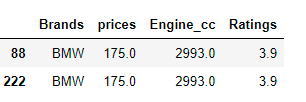 Brands prices Engine_cc Ratings
88 BMW 175.0 2993.0 3.9
222 BMW 175.0 2993.0 3.9